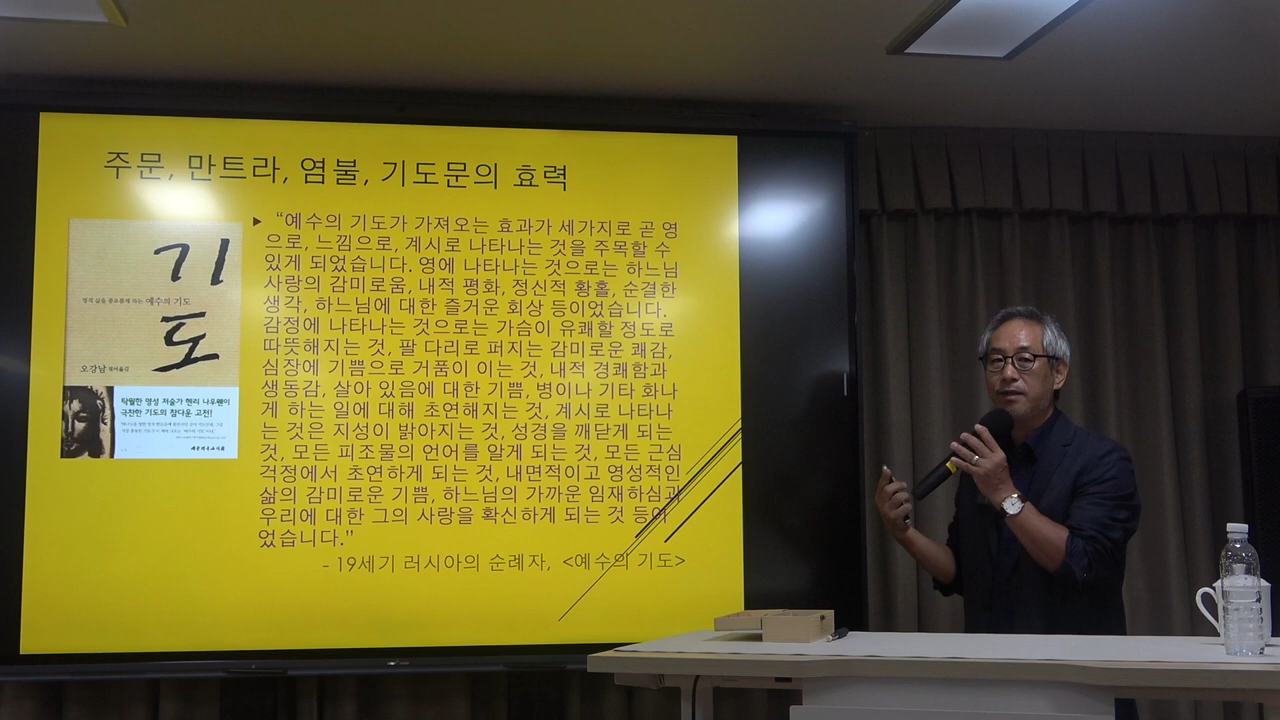 주문, 만트라, 염불, 기도문의 효력
기
영적 삶을 풍요롭게 하는 예수의 기도
도
오강남 엮어옮김
탁월한 영성 저술가 헨리 나우웬이
극찬한 기도의 참다운 고전!
“예수의 기도가 가져오는 효과가 세가지로 곧 영
으로, 느낌으로, 계시로 나타나는 것을 주목할 수
있게 되었습니다. 영에 나타나는 것으로는 하느님
사랑의 감미로움, 내적 평화, 정신적 황홀, 순결한
생각, 하느님에 대한 즐거운 회상 등이었습니다.
감정에 나타나는 것으로는 가슴이 유쾌할 정도로
따뜻해지는 것, 팔 다리로 퍼지는 감미로운 쾌감,
심장에 기쁨으로 거품이 이는 것, 내적 경쾌함과
생동감, 살아 있음에 대한 기쁨, 병이나 기타 화나
게 하는 일에 대해 초연해지는 것, 계시로 나타나
는 것은 지성이 밝아지는 것, 성경을 깨닫게 되는
것, 모든 피조물의 언어를 알게 되는 것, 모든 근심
걱정에서 초연하게 되는 것, 내면적이고 영성적인
삶의 감미로운 기쁨, 하느님의 가까운 임재하심과
우리에 대한 그의 사랑을 확신하게 되는 것 등이
었습니다.”
- 19세기 러시아의 순례자, <예수의 기도>